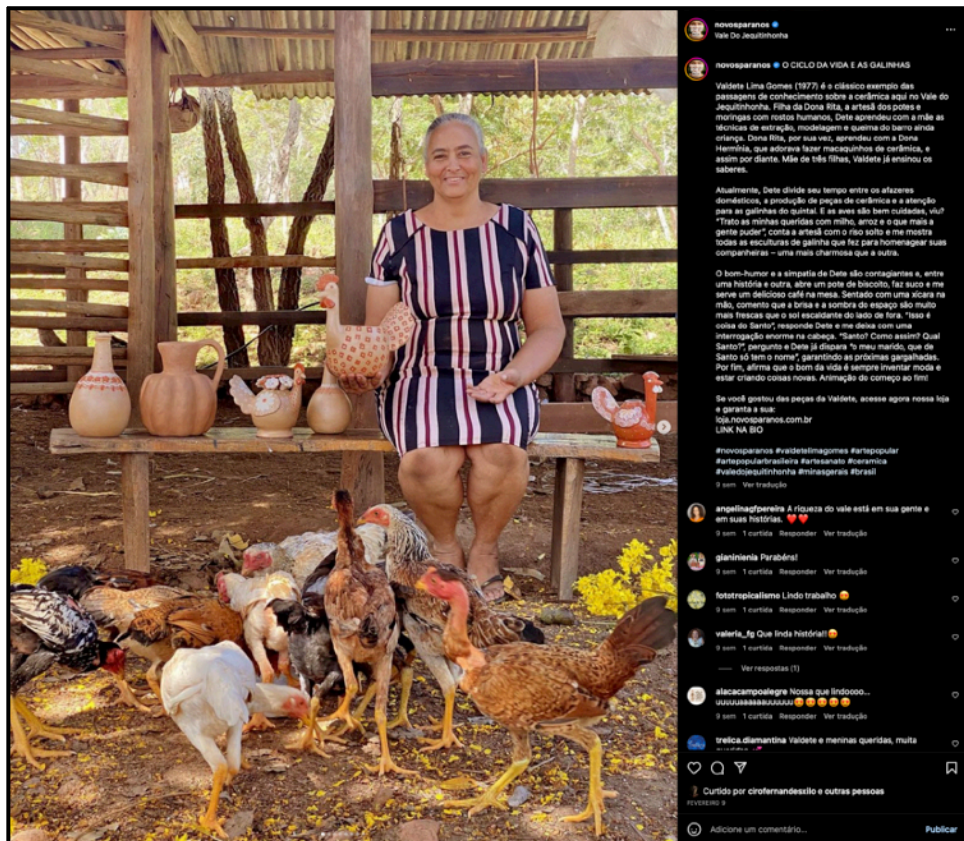 novosparanos
Vale Do Jequitinhonha
novosparanos O CICLO DA VIDA E AS GALINHAS
Valdete Lima Gomes (1977) é o clássico exemplo das
passagens de conhecimento sobre a cerâmica aqui no Vale do
Jequitinhonha. Filha da Dona Rita, a artesã dos potes e
moringas com rostos humanos, Dete aprendeu com a mãe as
técnicas de extração, modelagem e queima do barro ainda
criança. Dona Rita, por sua vez, aprendeu com a Dona
Hermínia, que adorava fazer macaquinhos de cerâmica, e
assim por diante. Mãe de três filhas, Valdete já ensinou os
saberes.
Atualmente, Dete divide seu tempo entre os afazeres
domésticos, a produção de peças de cerâmica e a atenção
para as galinhas do quintal. E as aves são bem cuidadas, viu?
"Trato as minhas queridas com milho, arroz e o que mais a
gente puder", conta a artesã com o riso solto e me mostra
todas as esculturas de galinha que fez para homenagear suas
companheiras – uma mais charmosa que a outra.
O bom-humor e a simpatia de Dete são contagiantes e, entre
uma história e outra, abre um pote de biscoito, faz suco e me
serve um delicioso café na mesa. Sentado com uma xícara na
mão, comento que a brisa e a sombra do espaço são muito
mais frescas que o sol escaldante do lado de fora. "Isso é
coisa do Santo", responde Dete e me deixa com uma
interrogação enorme na cabeça. "Santo? Como assim? Qual
Santo?", pergunto e Dete já dispara "o meu marido, que de
Santo só tem o nome", garantindo as próximas gargalhadas.
Por fim, afirma que o bom da vida é sempre inventar moda e
estar criando coisas novas. Animação do começo ao fim!
Se você gostou das peças da Valdete, acesse agora nossa loja
e garanta a sua:
loja.novosparanos.com.br
LINK NA BIO
#novosparanos #valdetelimagomes #artepopular
#artepopularbrasileira #artesanato #ceramica
#valedojequitinhonha #minasgerais #brasil
9 sem Ver tradução
angelinagfpereira A riqueza do vale está em sua gente e
em suas histórias. ❤️❤️
9 sem 1 curtida Responder Ver tradução
gianinienia Parabéns!
9 sem 1 curtida Responder Ver tradução
fotstropicalismo Lindo trabalho 😍
9 sem 1 curtida Responder Ver tradução
valeria_fg Que linda história!!😍
9 sem 1 curtida Responder Ver tradução
Ver respostas (1)
alacacampoalegre Nossa que lindoooo...
uuuuuaaaaaauuuuuu😍😍😍😍😍
9 sem 1 curtida Responder Ver tradução
trelica.diamantina Valdete e meninas queridas, muita
Curtido por cirofernandesxilo e outras pessoas
FEVEREIRO 9
Adicione um comentário... Publicar